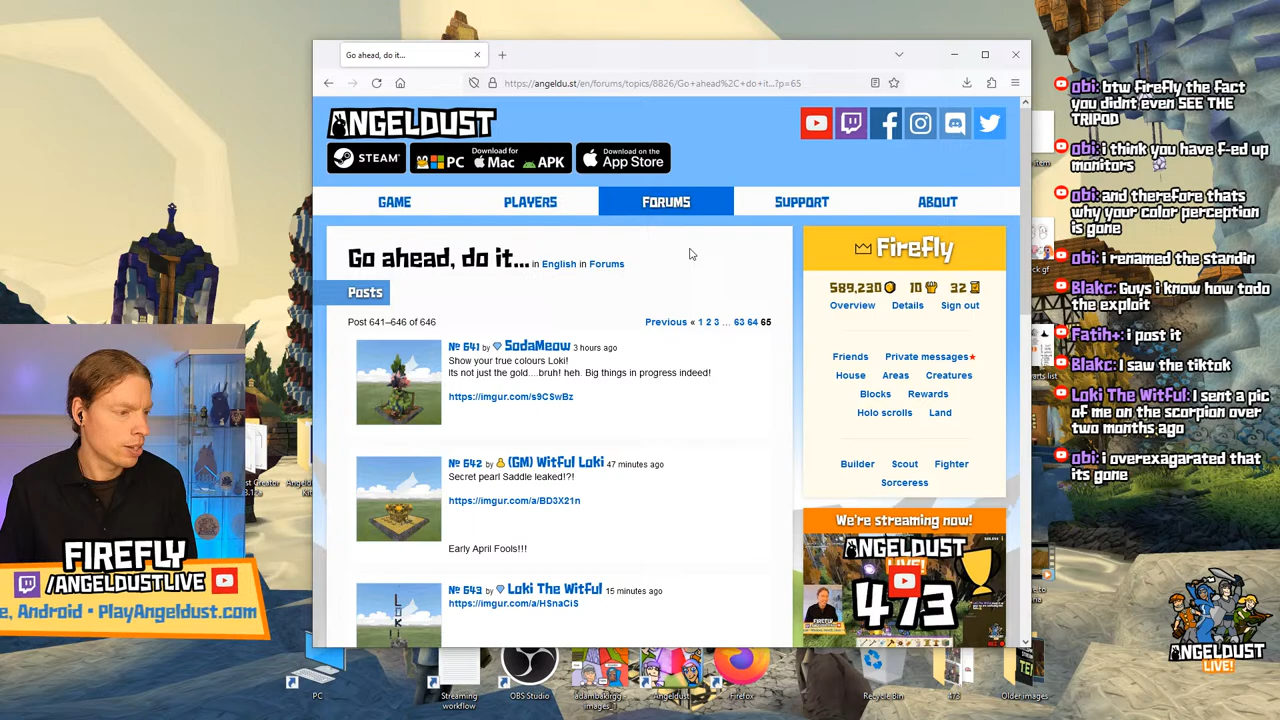 Go ahead, do it...
https://angeldu.st/en/forums/topics/8826/Go+ahead%2C+do+it...?p=65
ANGELDUST
STEAM
Download for
PC Mac APK
Download on the
App Store
GAME
PLAYERS
FORUMS
SUPPORT
ABOUT
Go ahead, do it... in English in Forums
Posts
Post 641–646 of 646
Previous « 1 2 3 ... 63 64 65
№ 641 by SodaMeow 3 hours ago
Show your true colours Loki!
Its not just the gold....bruh! heh. Big things in progress indeed!
https://imgur.com/s9CSwBz
№ 642 by (GM) Witful Loki 47 minutes ago
Secret pearl Saddle leaked!?!
https://imgur.com/a/BD3X21n
Early April Fools!!!
№ 643 by Loki The Witful 15 minutes ago
https://imgur.com/a/HSnaCiS
Firefly
589,230 10 32
Overview Details Sign out
Friends Private messages★
House Areas Creatures
Blocks Rewards
Holo scrolls Land
Builder Scout Fighter
Sorceress
We're streaming now!
ANGELDUST
473
obi: btw firefly the fact
you didnt even SEE THE
TRIPOD
obi: i think you have f-ed up
monitors
obi: and therefore thats
why your color perception
is gone
obi: i renamed the standin
Blakc: Guys i know how todo
the exploit
Fatih+: i post it
Blakc: I saw the tiktok
Loki The Witful: I sent a pic
of me on the scorpion over
two months ago
obi: i overexagarated that
its gone
FIREFLY
/ANGELDUSTLIVE
e, Android • PlayAngeldust.com
ANGELDUST
LIVE!
PC
Streaming
workflow
OBS Studio
Angeldust
Firefox
Recycle Bin
473
Older images